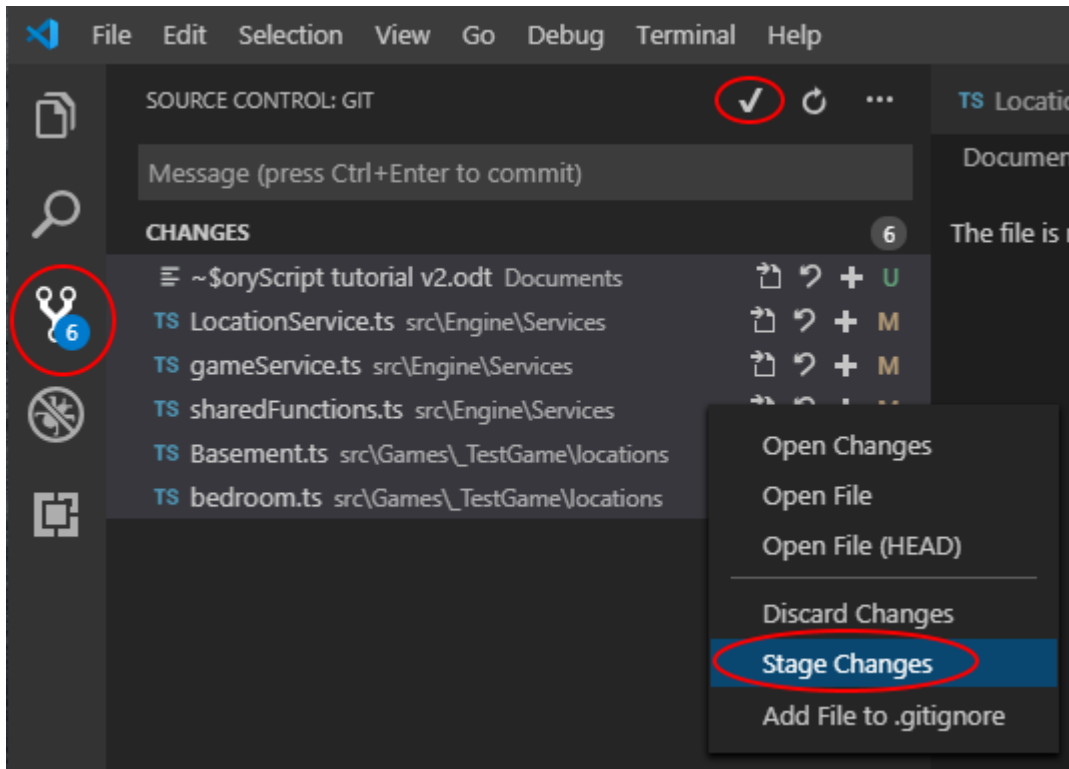 File Edit Selection View Go Debug Terminal Help
SOURCE CONTROL: GIT
TS
Message (press Ctrl+Enter to commit)
CHANGES
6
The file is
6
~$oryScript tutorial v2.odt Documents U
TS LocationService.ts src\Engine\Services M
TS gameService.ts src\Engine\Services M
TS sharedFunctions.ts src\Engine\Services
TS Basement.ts src\Games\_TestGame\locations
TS bedroom.ts src\Games\_TestGame\locations
Open Changes
Open File
Open File (HEAD)
Discard Changes
Stage Changes
Add File to .gitignore